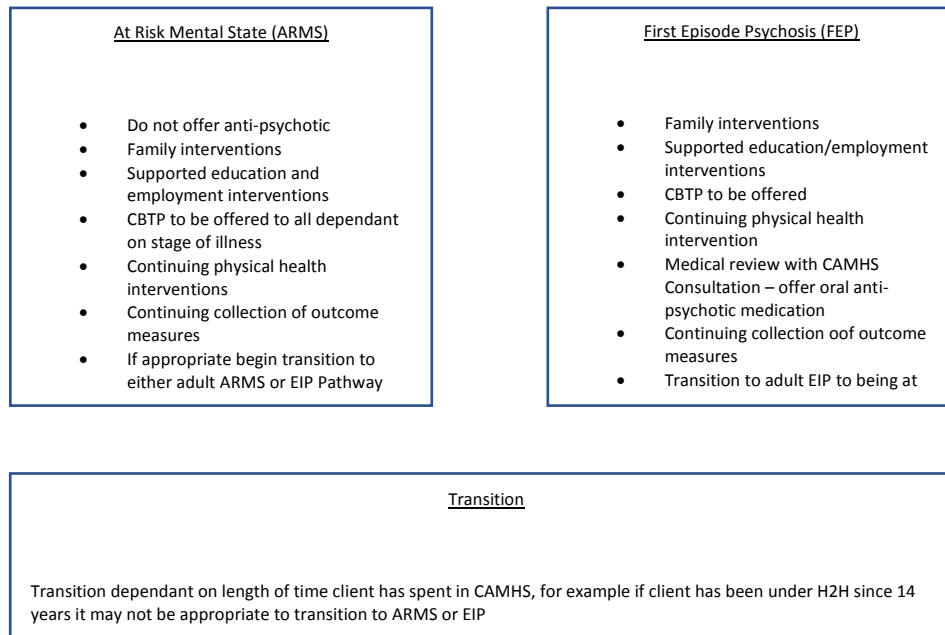 At Risk Mental State (ARMS)
• Do not offer anti-psychotic
• Family interventions
• Supported education and
employment interventions
• CBTP to be offered to all dependant
on stage of illness
• Continuing physical health
interventions
• Continuing collection of outcome
measures
• If appropriate begin transition to
either adult ARMS or EIP Pathway
First Episode Psychosis (FEP)
• Family interventions
• Supported education/employment
interventions
• CBTP to be offered
• Continuing physical health
intervention
• Medical review with CAMHS
Consultation – offer oral anti-
psychotic medication
• Continuing collection oof outcome
measures
• Transition to adult EIP to being at
Transition
Transition dependant on length of time client has spent in CAMHS, for example if client has been under H2H since 14
years it may not be appropriate to transition to ARMS or EIP